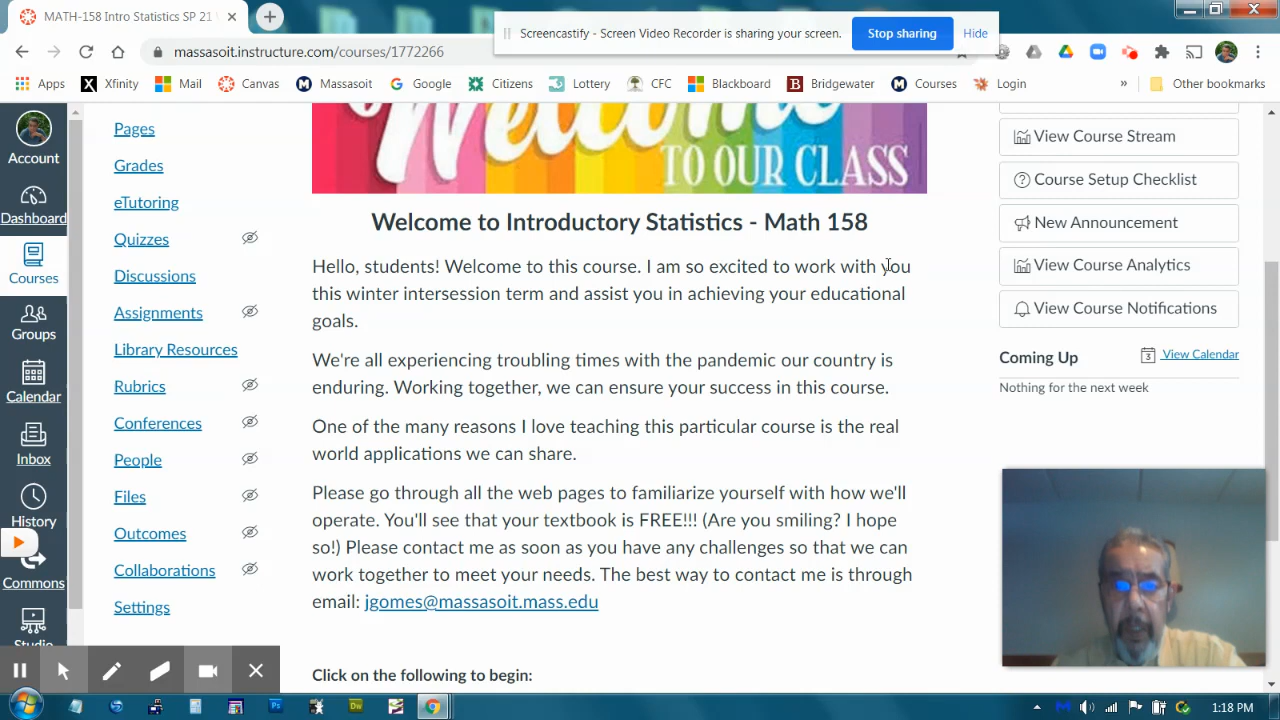 MATH-158 Intro Statistics SP 21
Screencastify - Screen Video Recorder is sharing your screen.
Stop sharing
Hide
massasoit.instructure.com/courses/1772266
Apps
Xfinity
Mail
Canvas
Massasoit
Google
Citizens
Lottery
CFC
Blackboard
Bridgewater
Courses
Login
»
Other bookmarks
Account
Dashboard
Courses
Groups
Calendar
Inbox
History
Commons
Studio
Pages
Grades
eTutoring
Quizzes
Discussions
Assignments
Library Resources
Rubrics
Conferences
People
Files
Outcomes
Collaborations
Settings
Welcome
TO OUR CLASS
Welcome to Introductory Statistics - Math 158
Hello, students! Welcome to this course. I am so excited to work with you
this winter intersession term and assist you in achieving your educational
goals.
We're all experiencing troubling times with the pandemic our country is
enduring. Working together, we can ensure your success in this course.
One of the many reasons I love teaching this particular course is the real
world applications we can share.
Please go through all the web pages to familiarize yourself with how we'll
operate. You'll see that your textbook is FREE!!! (Are you smiling? I hope
so!) Please contact me as soon as you have any challenges so that we can
work together to meet your needs. The best way to contact me is through
email: jgomes@massasoit.mass.edu
Click on the following to begin:
View Course Stream
Course Setup Checklist
New Announcement
View Course Analytics
View Course Notifications
Coming Up
3 View Calendar
Nothing for the next week
1:18 PM